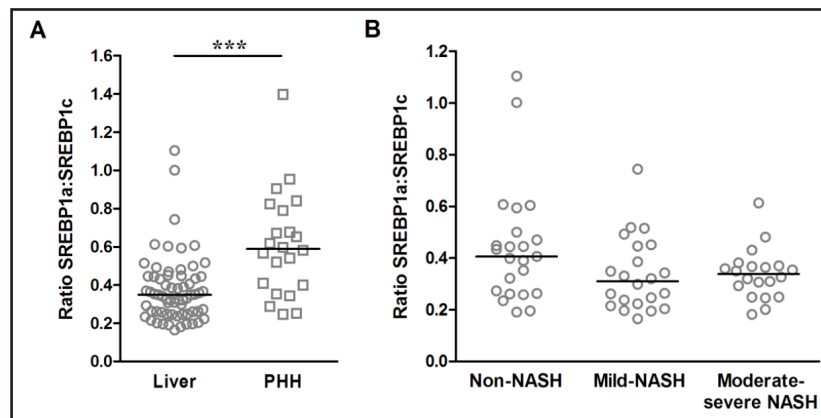 A
Ratio SREBP1a:SREBP1c
1.6
1.4
1.2
1.0
0.8
0.6
0.4
0.2
0.0
***
Liver
PHH
B
Ratio SREBP1a:SREBP1c
1.2
1.0
0.8
0.6
0.4
0.2
0.0
Non-NASH
Mild-NASH
Moderate-
severe NASH